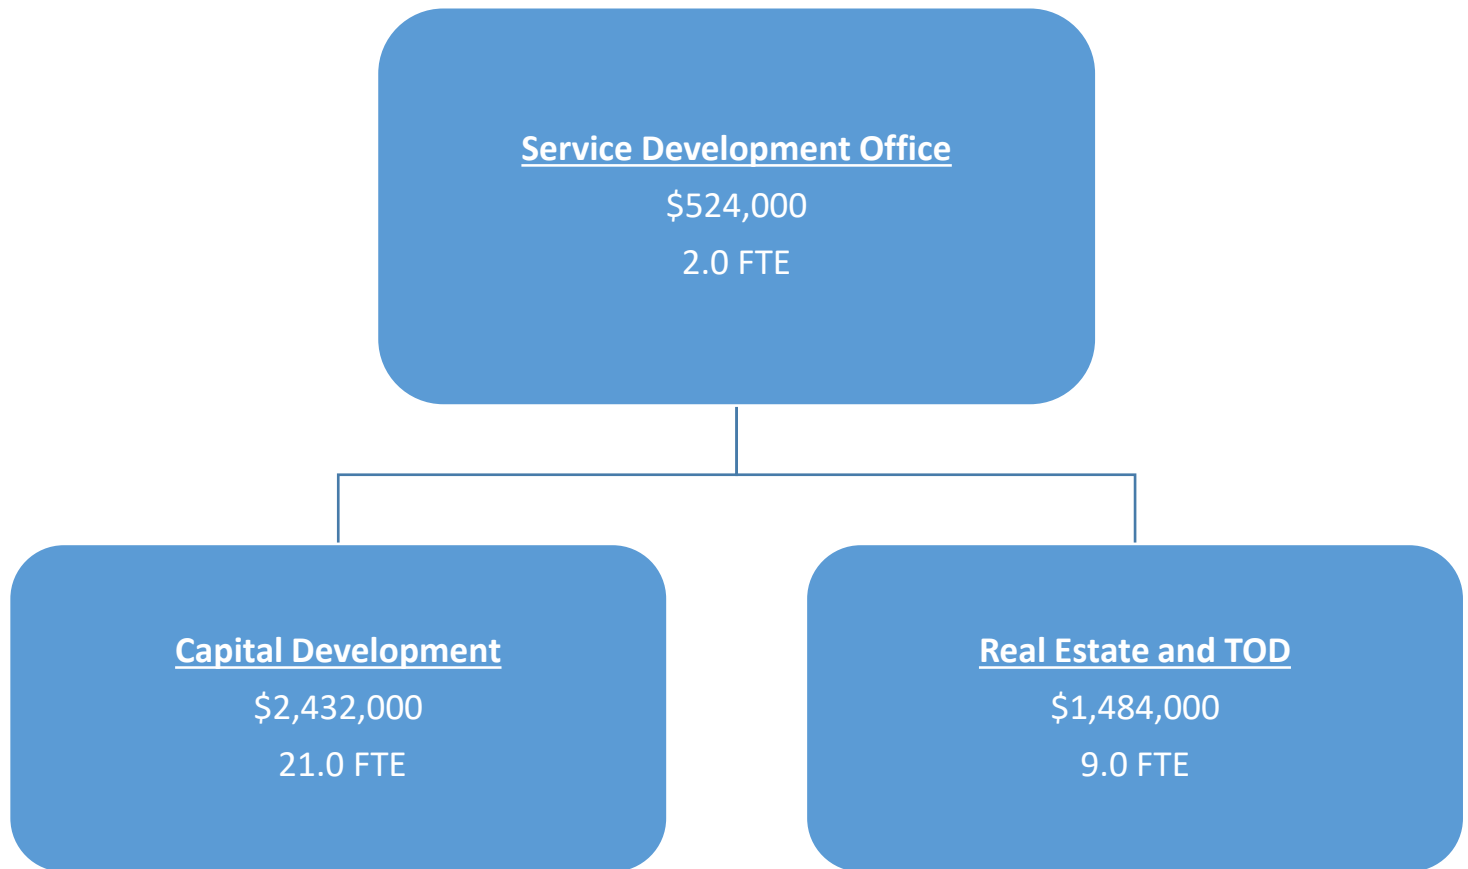 Service Development Office
$524,000
2.0 FTE
Capital Development
$2,432,000
21.0 FTE
Real Estate and TOD
$1,484,000
9.0 FTE